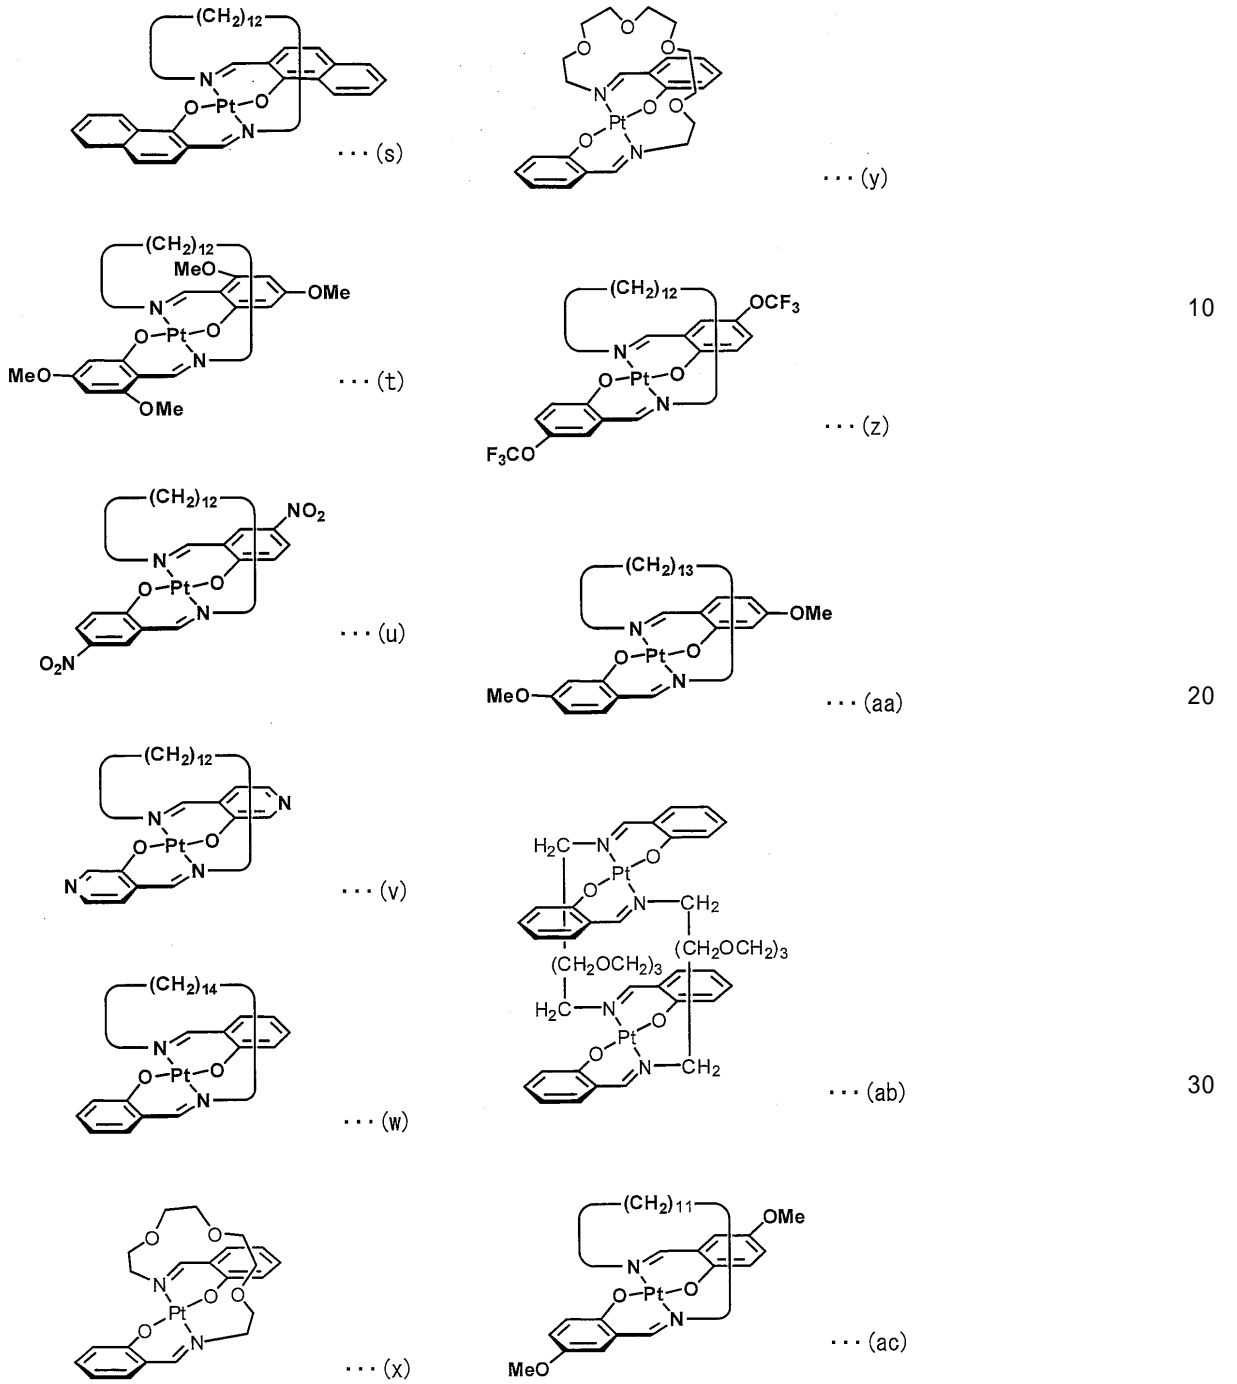 (CH₂)₁₂
N
O Pt O
N
···(s)
(CH₂)₁₂
MeO
OMe
N
O Pt O
N
MeO
OMe
···(t)
(CH₂)₁₂
NO₂
N
O Pt O
N
O₂N
···(u)
(CH₂)₁₂
N
N
O Pt O
N
N
···(v)
(CH₂)₁₄
N
O Pt O
N
···(w)
O O
N
O O
Pt
O
N
···(x)
O
O O
N
O O
Pt
O
N
···(y)
(CH₂)₁₂
OCF₃
N
O Pt O
N
F₃CO
···(z)
(CH₂)₁₃
OMe
N
O Pt O
N
MeO
···(aa)
H₂C N
O
Pt
O
N CH₂
(CH₂OCH₂)₃
(CH₂OCH₂)₃
H₂C N
O
Pt
O
N CH₂
···(ab)
(CH₂)₁₁
OMe
N
O Pt O
N
MeO
···(ac)
10
20
30